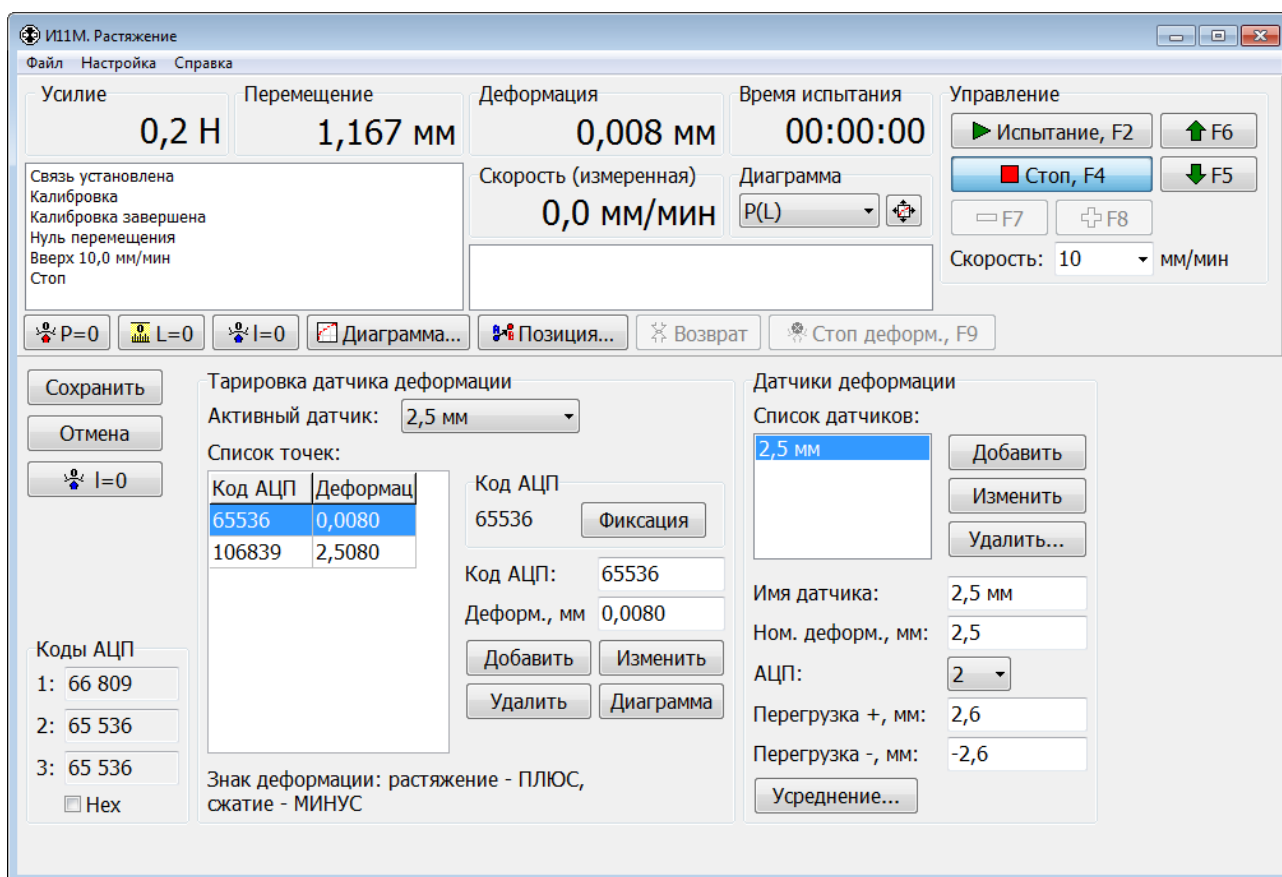 И11М. Растяжение
Файл Настройка Справка
Усилие
0,2 Н
Перемещение
1,167 мм
Деформация
0,008 мм
Время испытания
00:00:00
Управление
Испытание, F2
F6
Стоп, F4
F5
F7
F8
Скорость: 10 мм/мин
Связь установлена
Калибровка
Калибровка завершена
Нуль перемещения
Вверх 10,0 мм/мин
Стоп
Скорость (измеренная)
0,0 мм/мин
Диаграмма
P(L)
P=0
L=0
l=0
Диаграмма...
Позиция...
Возврат
Стоп деформ., F9
Сохранить
Отмена
l=0
Коды АЦП
1: 66 809
2: 65 536
3: 65 536
Hex
Тарировка датчика деформации
Активный датчик: 2,5 мм
Список точек:
Код АЦП Деформац
65536 0,0080
106839 2,5080
Код АЦП
65536 Фиксация
Код АЦП: 65536
Деформ., мм 0,0080
Добавить Изменить
Удалить Диаграмма
Знак деформации: растяжение - ПЛЮС,
сжатие - МИНУС
Датчики деформации
Список датчиков:
2,5 мм
Добавить
Изменить
Удалить...
Имя датчика: 2,5 мм
Ном. деформ., мм: 2,5
АЦП: 2
Перегрузка +, мм: 2,6
Перегрузка -, мм: -2,6
Усреднение...